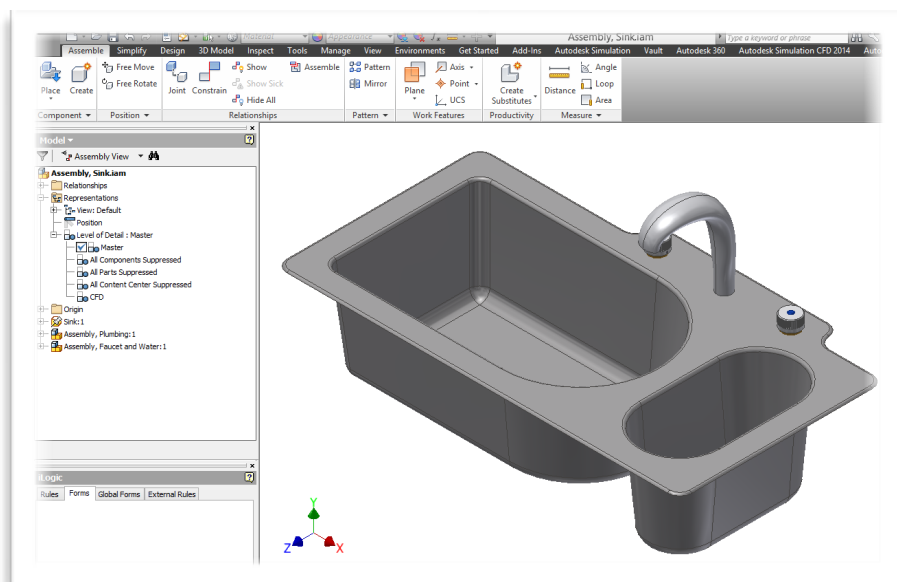 Material
Appearance
Assembly, Sink.iam
Type a keyword or phrase
Assemble Simplify Design 3D Model Inspect Tools Manage View Environments Get Started Add-Ins Autodesk Simulation Vault Autodesk 360 Autodesk Simulation CFD 2014
Place Create
Free Move
Free Rotate
Joint Constrain
Show
Show Sick
Hide All
Assemble
Pattern
Mirror
Plane
Axis
Point
UCS
Create
Substitutes
Distance
Angle
Loop
Area
Component Position Relationships Pattern Work Features Productivity Measure
Model
Assembly View
Assembly, Sink.iam
Relationships
Representations
View: Default
Position
Level of Detail : Master
Master
All Components Suppressed
All Parts Suppressed
All Content Center Suppressed
CFD
Origin
Sink:1
Assembly, Plumbing:1
Assembly, Faucet and Water:1
iLogic
Rules Forms Global Forms External Rules
Y
Z X